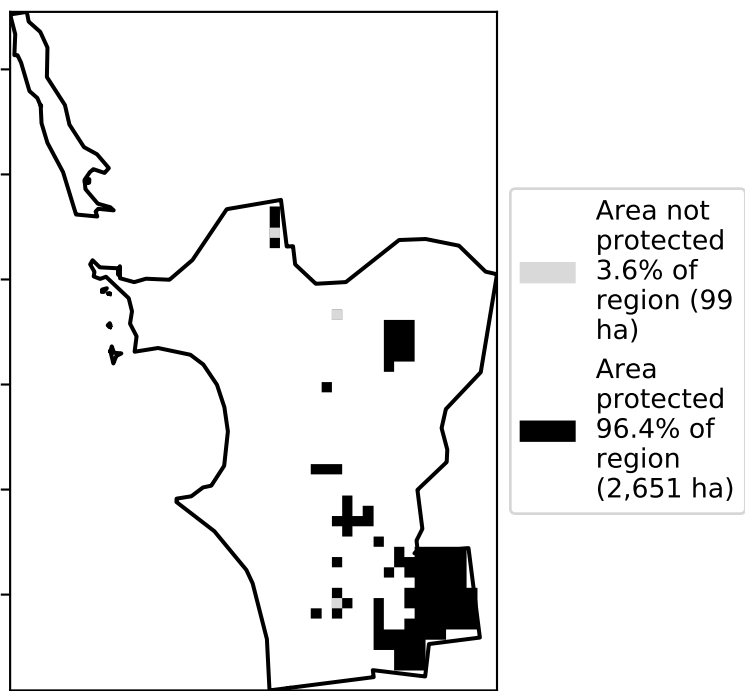 Area not
protected
3.6% of
region (99
ha)
Area
protected
96.4% of
region
(2,651 ha)